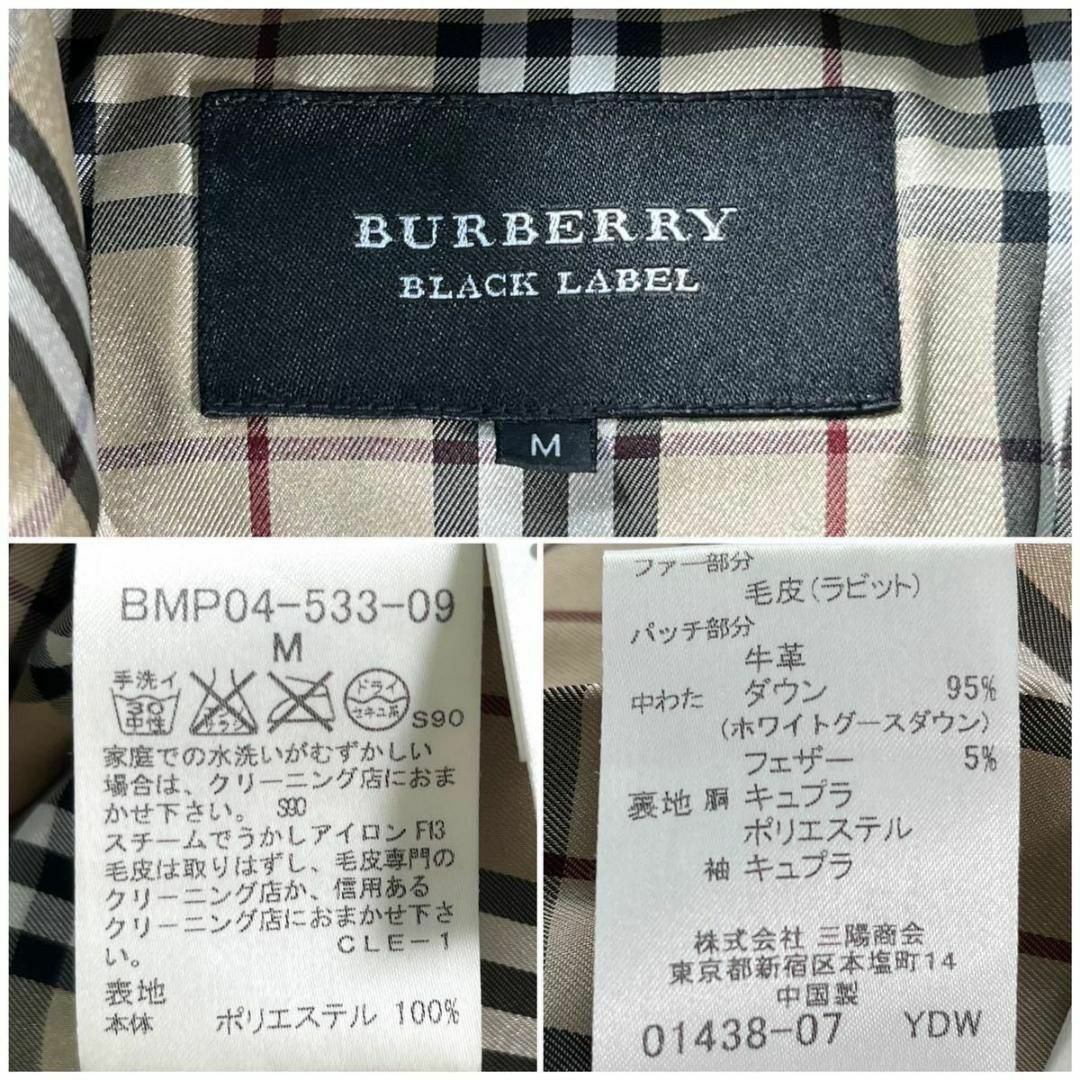 BURBERRY
BLACK LABEL
M
BMP04-533-09
M
手洗イ
30
中性
サラシ
ドライ
セキユ系
S90
家庭での水洗いがむずかしい
場合は、クリーニング店におま
かせ下さい。 S90
スチームでうかしアイロン F13
毛皮は取りはずし、毛皮専門の
クリーニング店か、信用ある
クリーニング店におまかせ下さ
い。 CLE-1
表地
本体 ポリエステル 100%
ファー部分
毛皮(ラビット)
パッチ部分
牛革
中わた ダウン 95%
(ホワイトグースダウン)
フェザー 5%
裏地 胴 キュプラ
ポリエステル
袖 キュプラ
株式会社 三陽商会
東京都新宿区本塩町14
中国製
01438-07 YDW